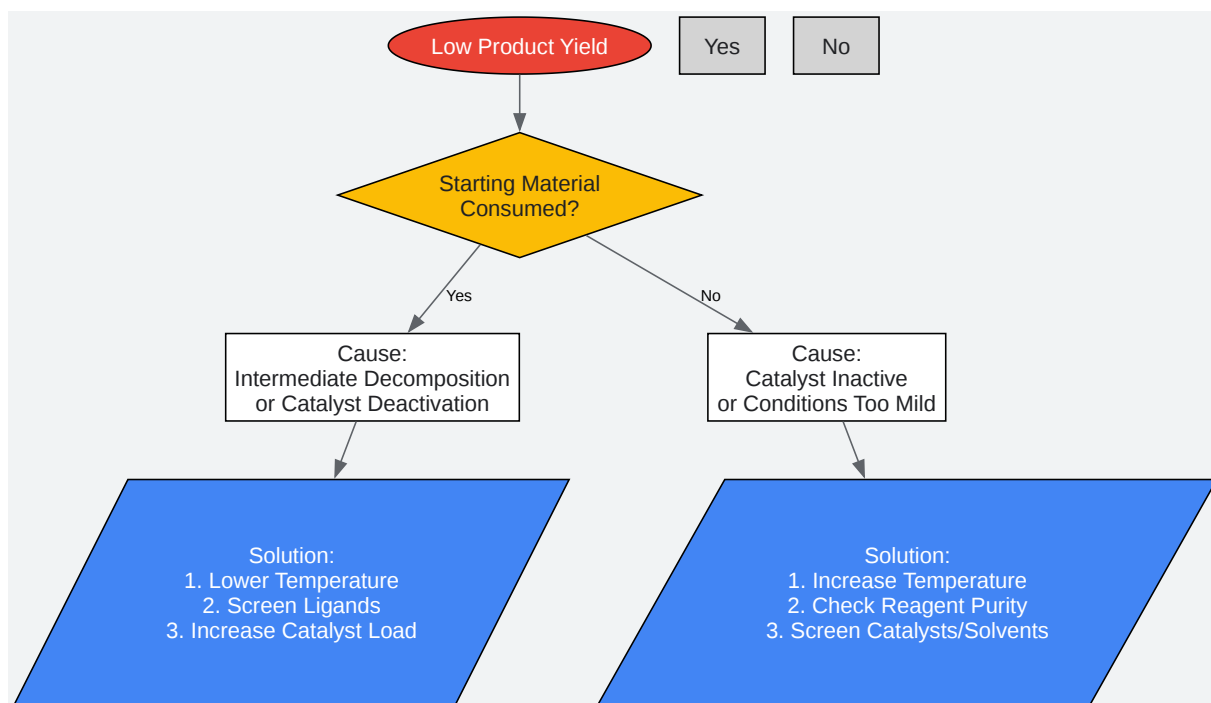 Low Product Yield
Yes
No
Starting Material
Consumed?
Yes
No
Cause:
Intermediate Decomposition
or Catalyst Deactivation
Cause:
Catalyst Inactive
or Conditions Too Mild
Solution:
1. Lower Temperature
2. Screen Ligands
3. Increase Catalyst Load
Solution:
1. Increase Temperature
2. Check Reagent Purity
3. Screen Catalysts/Solvents